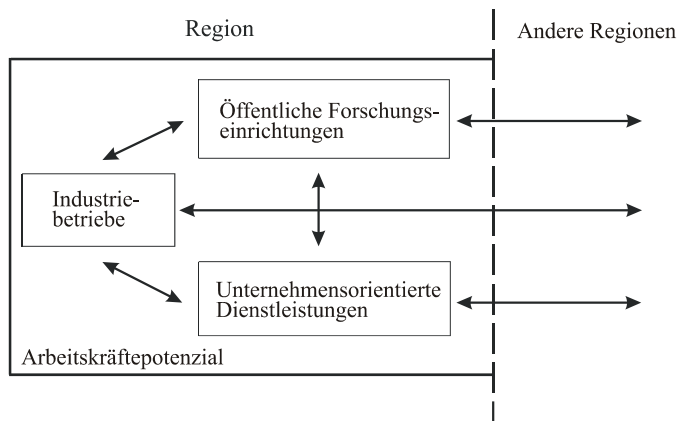 Region
Andere Regionen
Öffentliche Forschungs-
einrichtungen
Industrie-
betriebe
Unternehmensorientierte
Dienstleistungen
Arbeitskräftepotenzial